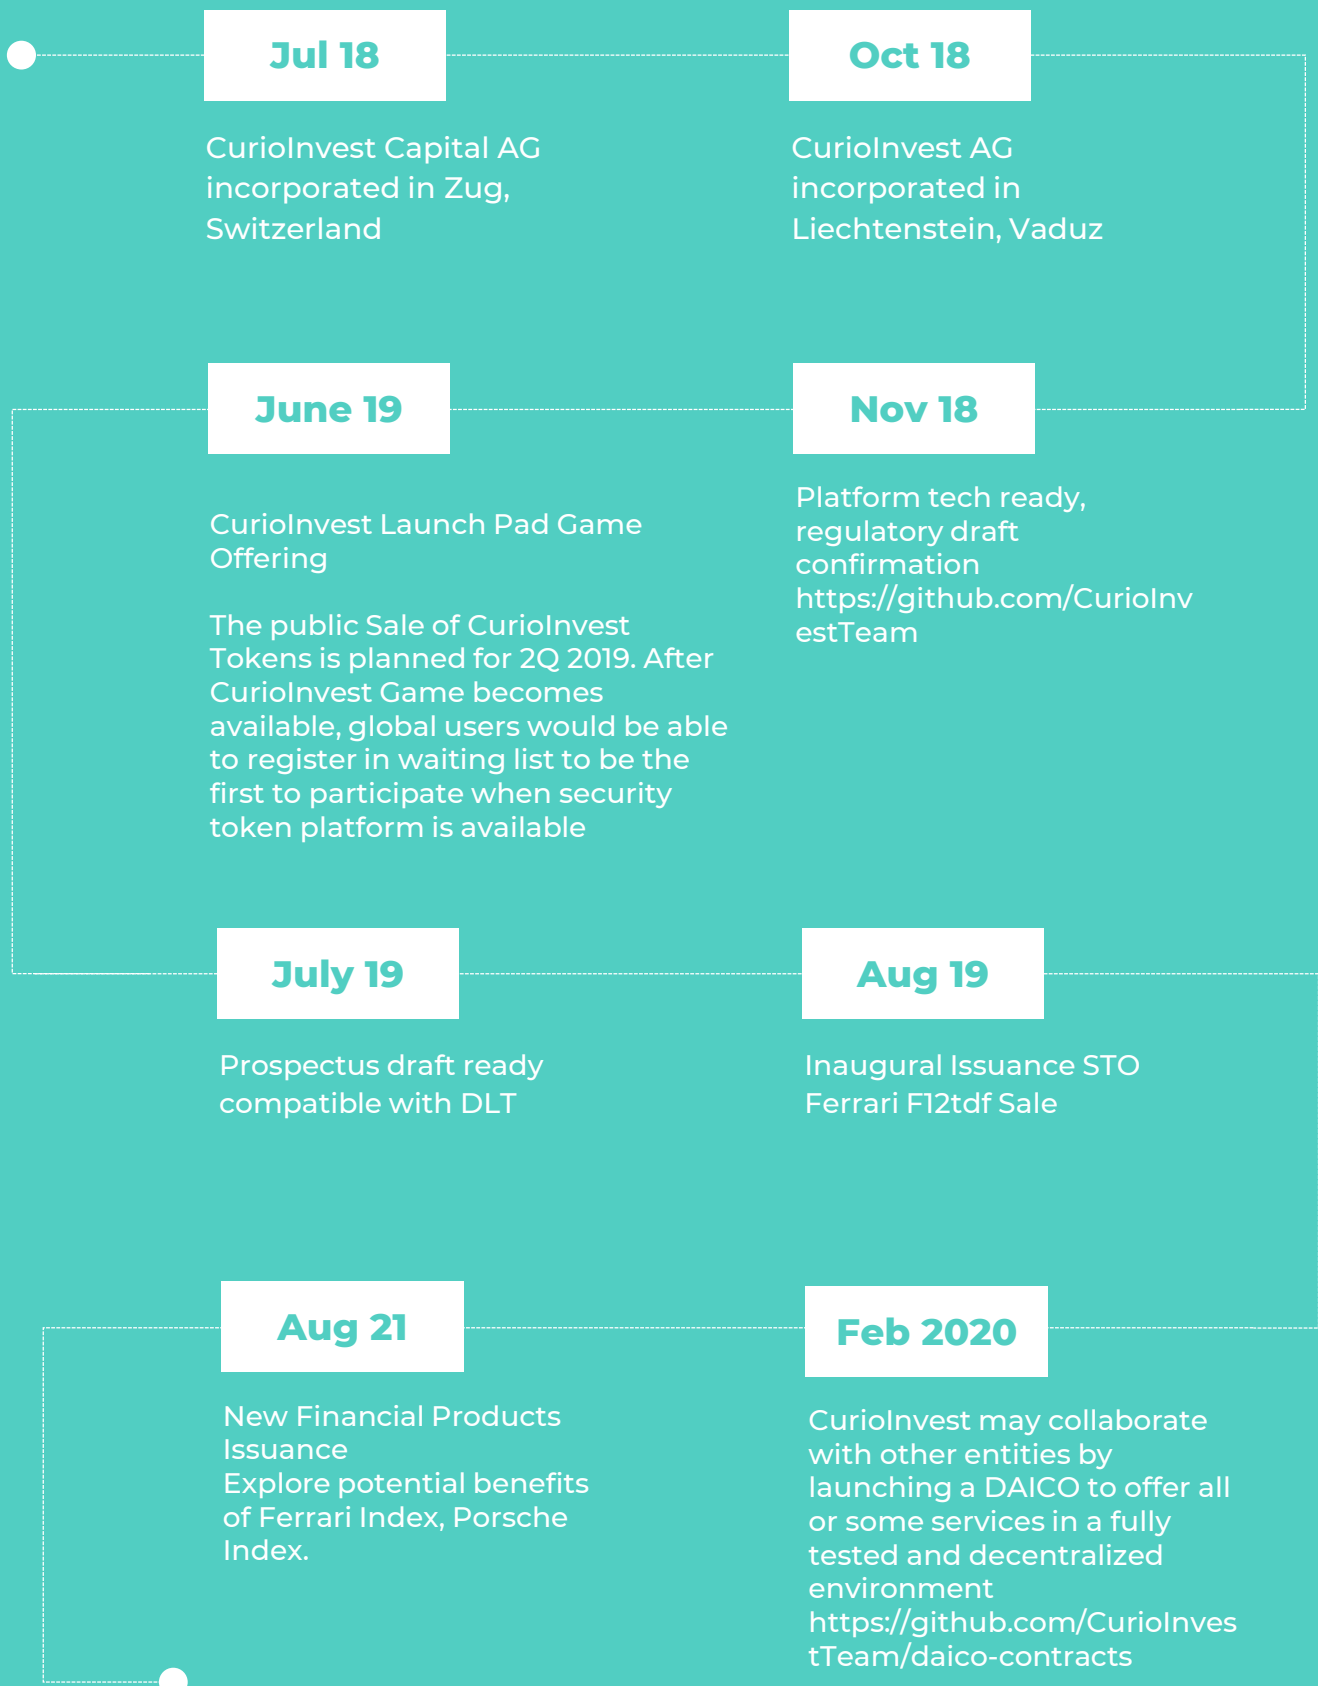 Jul 18
CurioInvest Capital AG
incorporated in Zug,
Switzerland
Oct 18
CurioInvest AG
incorporated in
Liechtenstein, Vaduz
June 19
CurioInvest Launch Pad Game
Offering
The public Sale of CurioInvest
Tokens is planned for 2Q 2019. After
CurioInvest Game becomes
available, global users would be able
to register in waiting list to be the
first to participate when security
token platform is available
Nov 18
Platform tech ready,
regulatory draft
confirmation
https://github.com/CurioInv
estTeam
July 19
Prospectus draft ready
compatible with DLT
Aug 19
Inaugural Issuance STO
Ferrari F12tdf Sale
Aug 21
New Financial Products
Issuance
Explore potential benefits
of Ferrari Index, Porsche
Index.
Feb 2020
CurioInvest may collaborate
with other entities by
launching a DAICO to offer all
or some services in a fully
tested and decentralized
environment
https://github.com/CurioInves
tTeam/daico-contracts